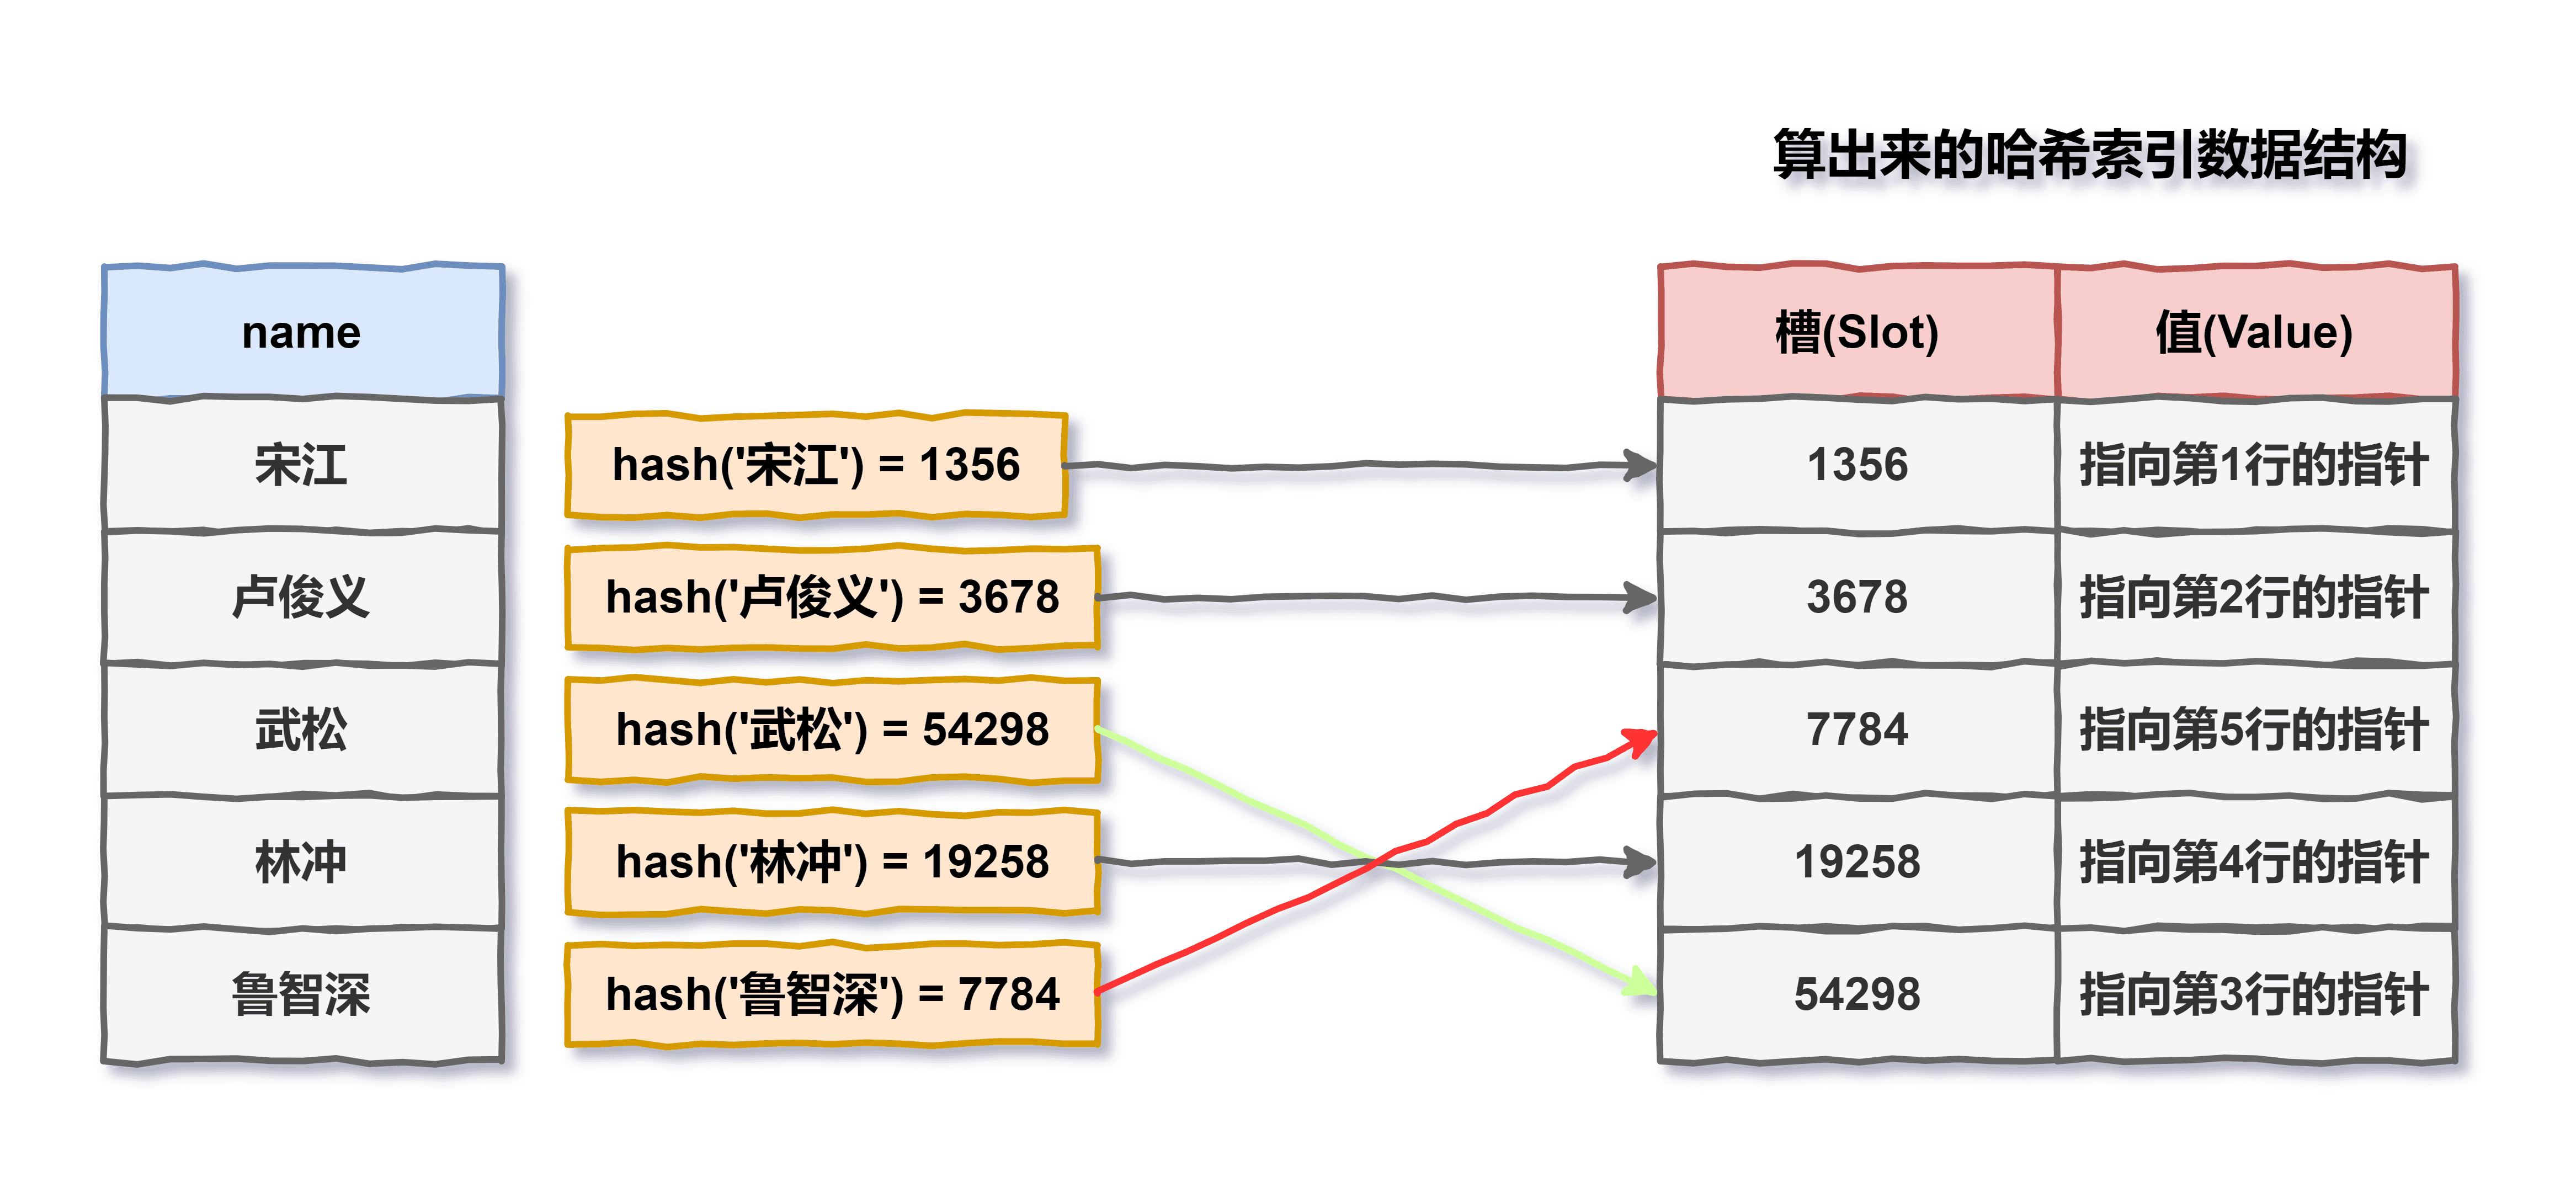 算出来的哈希索引数据结构
name
宋江
卢俊义
武松
林冲
鲁智深
hash('宋江') = 1356
hash('卢俊义') = 3678
hash('武松') = 54298
hash('林冲') = 19258
hash('鲁智深') = 7784
槽(Slot) 值(Value)
1356 指向第1行的指针
3678 指向第2行的指针
7784 指向第5行的指针
19258 指向第4行的指针
54298 指向第3行的指针